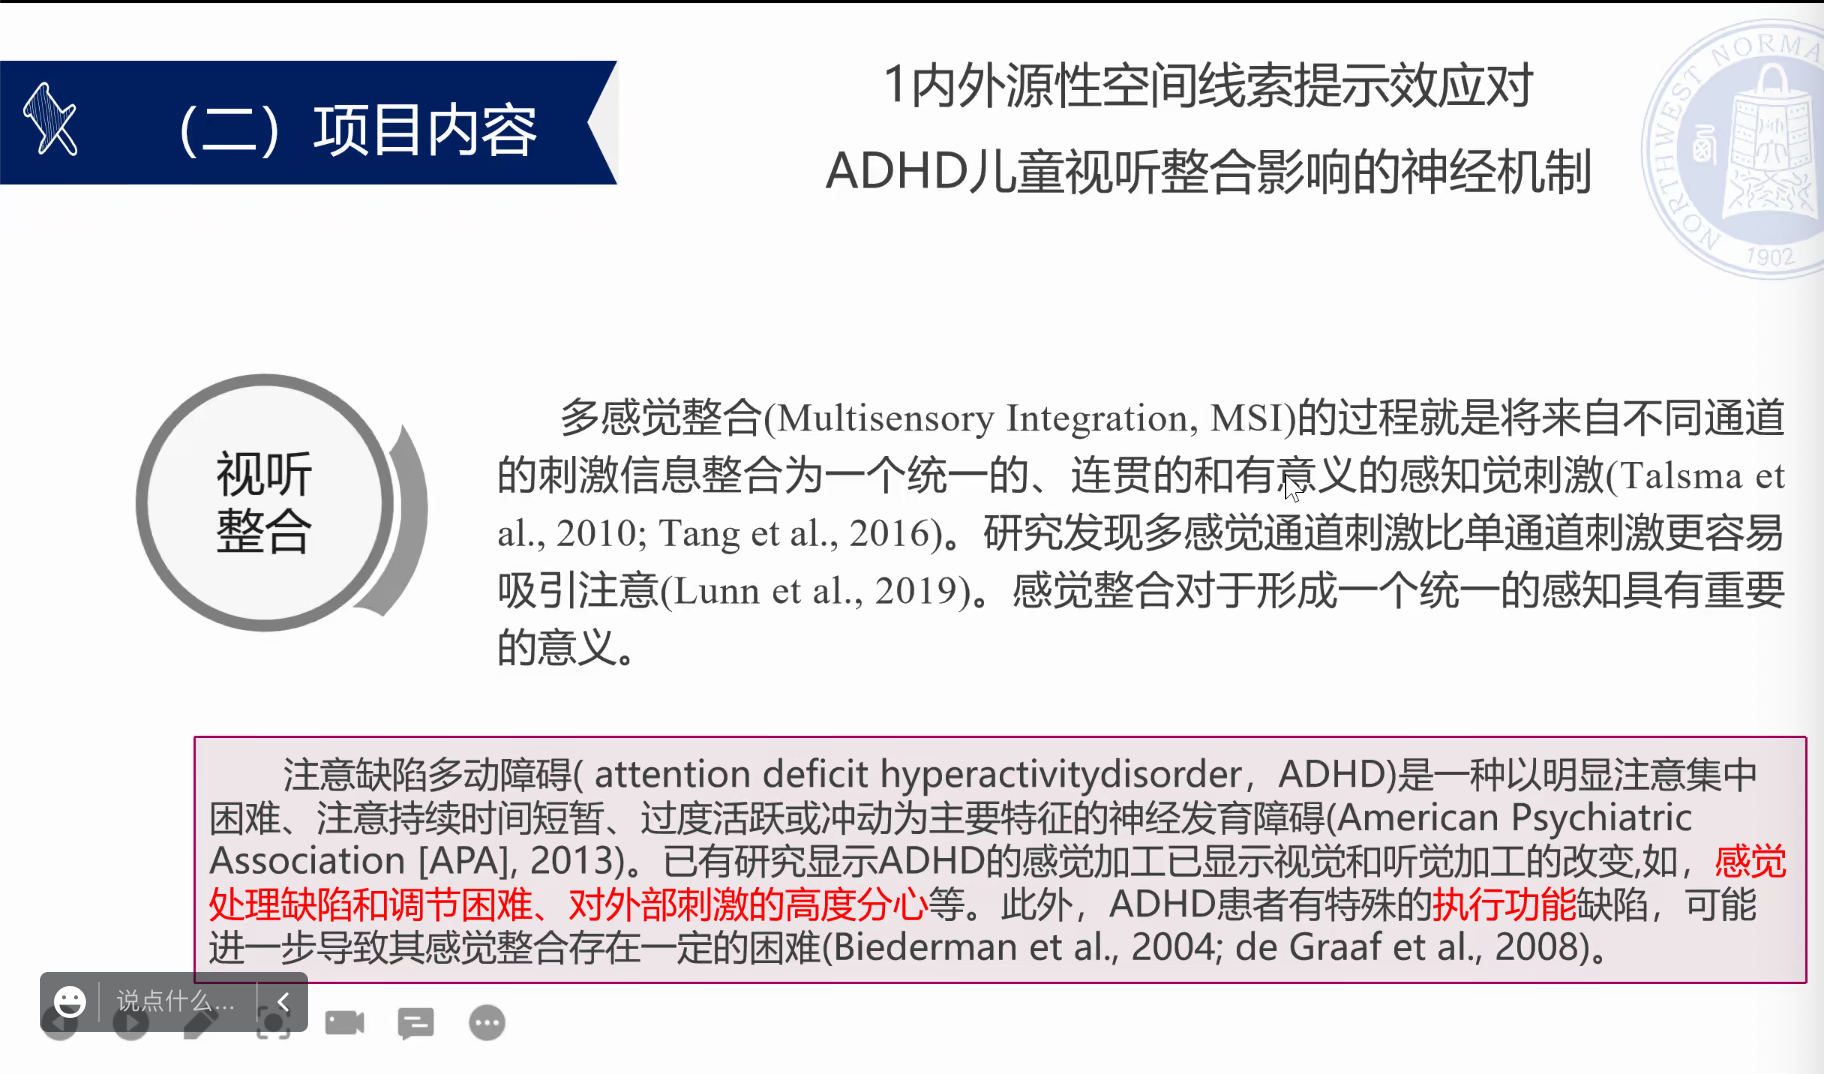 （二）项目内容
1内外源性空间线索提示效应对
ADHD儿童视听整合影响的神经机制
NORTHWEST NORMA
1902
视听
整合
多感觉整合(Multisensory Integration, MSI)的过程就是将来自不同通道
的刺激信息整合为一个统一的、连贯的和有意义的感知觉刺激(Talsma et
al., 2010; Tang et al., 2016)。研究发现多感觉通道刺激比单通道刺激更容易
吸引注意(Lunn et al., 2019)。感觉整合对于形成一个统一的感知具有重要
的意义。
注意缺陷多动障碍( attention deficit hyperactivitydisorder，ADHD)是一种以明显注意集中
困难、注意持续时间短暂、过度活跃或冲动为主要特征的神经发育障碍(American Psychiatric
Association [APA], 2013)。已有研究显示ADHD的感觉加工已显示视觉和听觉加工的改变,如，感觉
处理缺陷和调节困难、对外部刺激的高度分心等。此外，ADHD患者有特殊的执行功能缺陷，可能
进一步导致其感觉整合存在一定的困难(Biederman et al., 2004; de Graaf et al., 2008)。
说点什么...